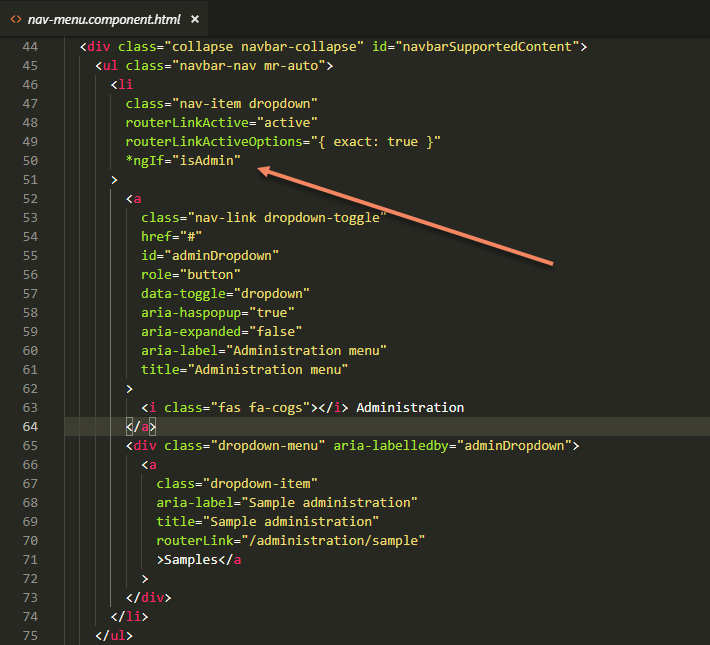 <> nav-menu.component.html ×
44 <div class="collapse navbar-collapse" id="navbarSupportedContent">
45 <ul class="navbar-nav mr-auto">
46 <li
47 class="nav-item dropdown"
48 routerLinkActive="active"
49 routerLinkActiveOptions="{ exact: true }"
50 *ngIf="isAdmin"
51 >
52 <a
53 class="nav-link dropdown-toggle"
54 href="#"
55 id="adminDropdown"
56 role="button"
57 data-toggle="dropdown"
58 aria-haspopup="true"
59 aria-expanded="false"
60 aria-label="Administration menu"
61 title="Administration menu"
62 >
63 <i class="fas fa-cogs"></i> Administration
64 </a>
65 <div class="dropdown-menu" aria-labelledby="adminDropdown">
66 <a
67 class="dropdown-item"
68 aria-label="Sample administration"
69 title="Sample administration"
70 routerLink="/administration/sample"
71 >Samples</a
72 >
73 </div>
74 </li>
75 </ul>